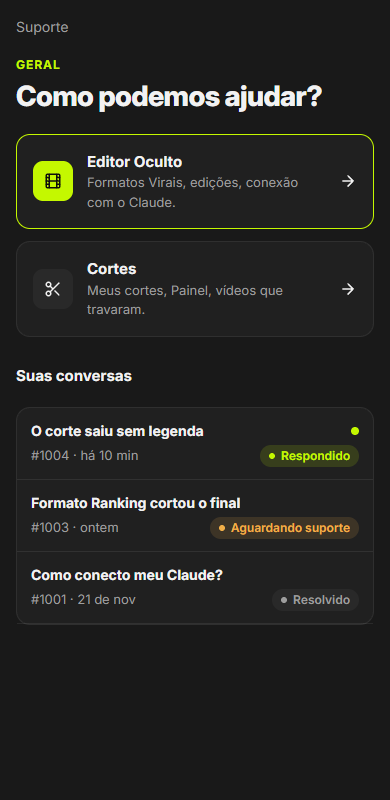 Suporte
GERAL
Como podemos ajudar?
Editor Oculto
Formatos Virais, edições, conexão
com o Claude.
Cortes
Meus cortes, Painel, vídeos que
travaram.
Suas conversas
O corte saiu sem legenda
#1004 · há 10 min
Respondido
Formato Ranking cortou o final
#1003 · ontem
Aguardando suporte
Como conecto meu Claude?
#1001 · 21 de nov
Resolvido